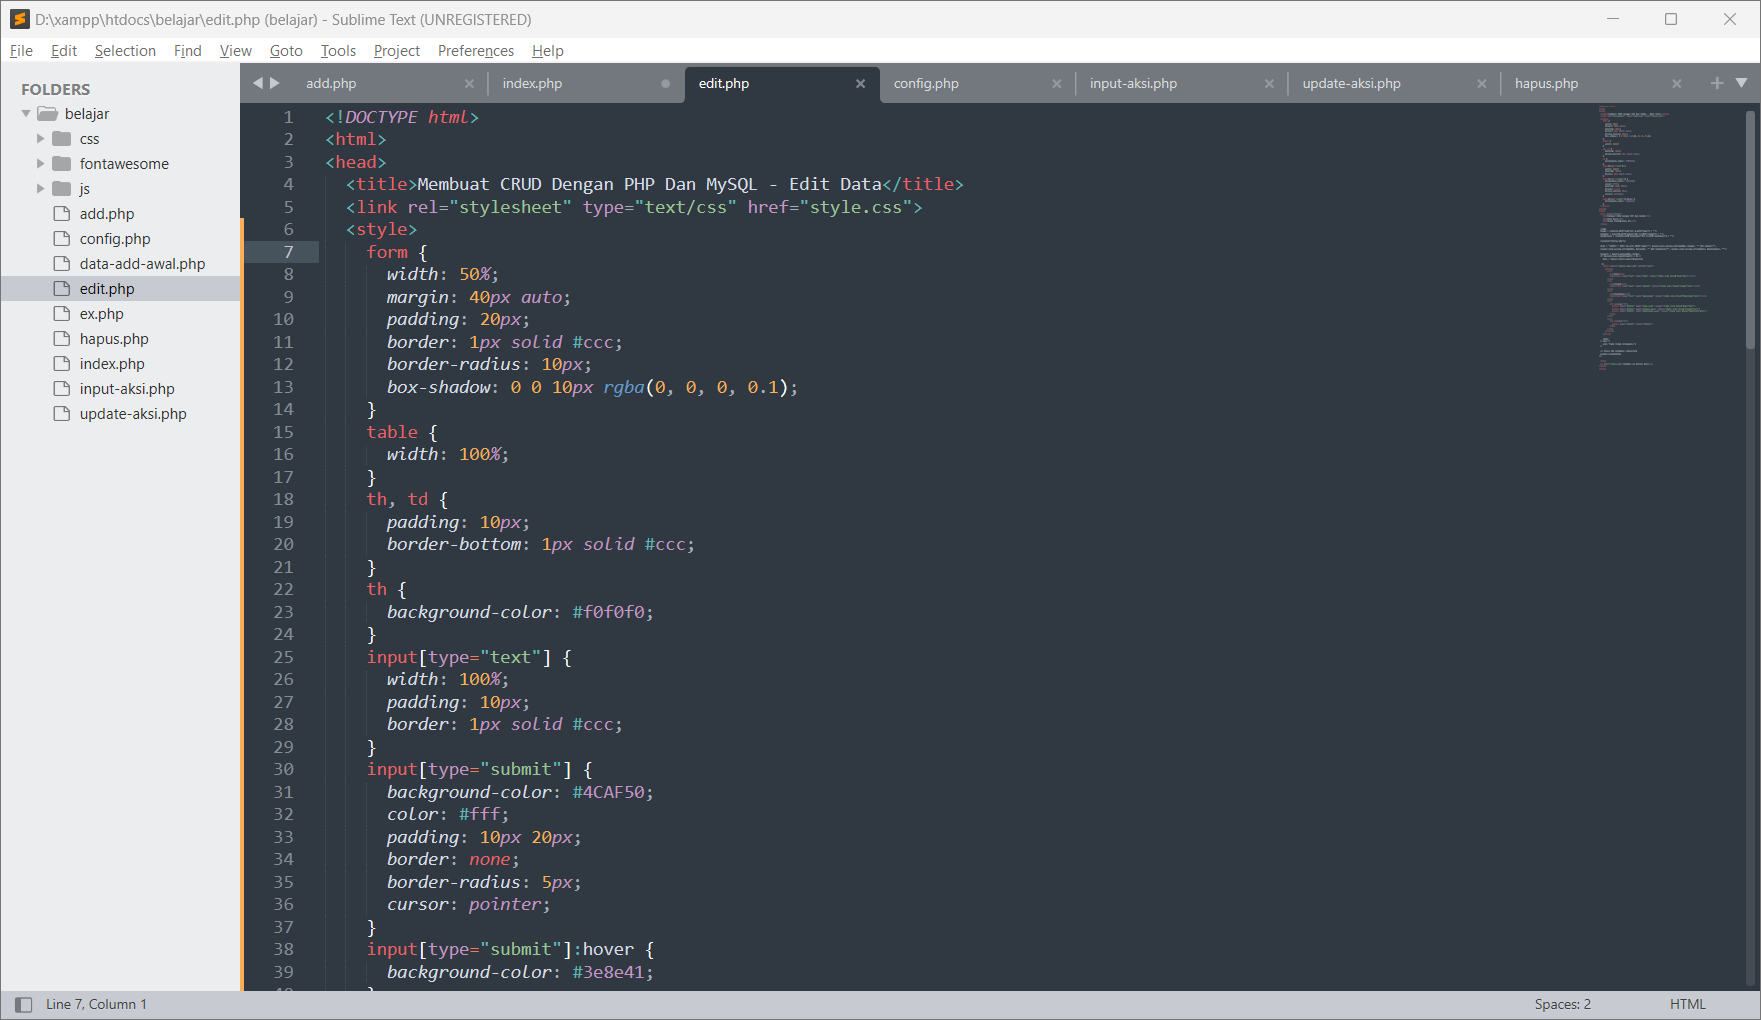 D:\xampp\htdocs\belajar\edit.php (belajar) - Sublime Text (UNREGISTERED)
File Edit Selection Find View Goto Tools Project Preferences Help
FOLDERS
belajar
css
fontawesome
js
add.php
config.php
data-add-awal.php
edit.php
ex.php
hapus.php
index.php
input-aksi.php
update-aksi.php
add.php index.php edit.php config.php input-aksi.php update-aksi.php hapus.php
1 <!DOCTYPE html>
2 <html>
3 <head>
4 <title>Membuat CRUD Dengan PHP Dan MySQL - Edit Data</title>
5 <link rel="stylesheet" type="text/css" href="style.css">
6 <style>
7 form {
8 width: 50%;
9 margin: 40px auto;
10 padding: 20px;
11 border: 1px solid #ccc;
12 border-radius: 10px;
13 box-shadow: 0 0 10px rgba(0, 0, 0, 0.1);
14 }
15 table {
16 width: 100%;
17 }
18 th, td {
19 padding: 10px;
20 border-bottom: 1px solid #ccc;
21 }
22 th {
23 background-color: #f0f0f0;
24 }
25 input[type="text"] {
26 width: 100%;
27 padding: 10px;
28 border: 1px solid #ccc;
29 }
30 input[type="submit"] {
31 background-color: #4CAF50;
32 color: #fff;
33 padding: 10px 20px;
34 border: none;
35 border-radius: 5px;
36 cursor: pointer;
37 }
38 input[type="submit"]:hover {
39 background-color: #3e8e41;
Line 7, Column 1
Spaces: 2
HTML